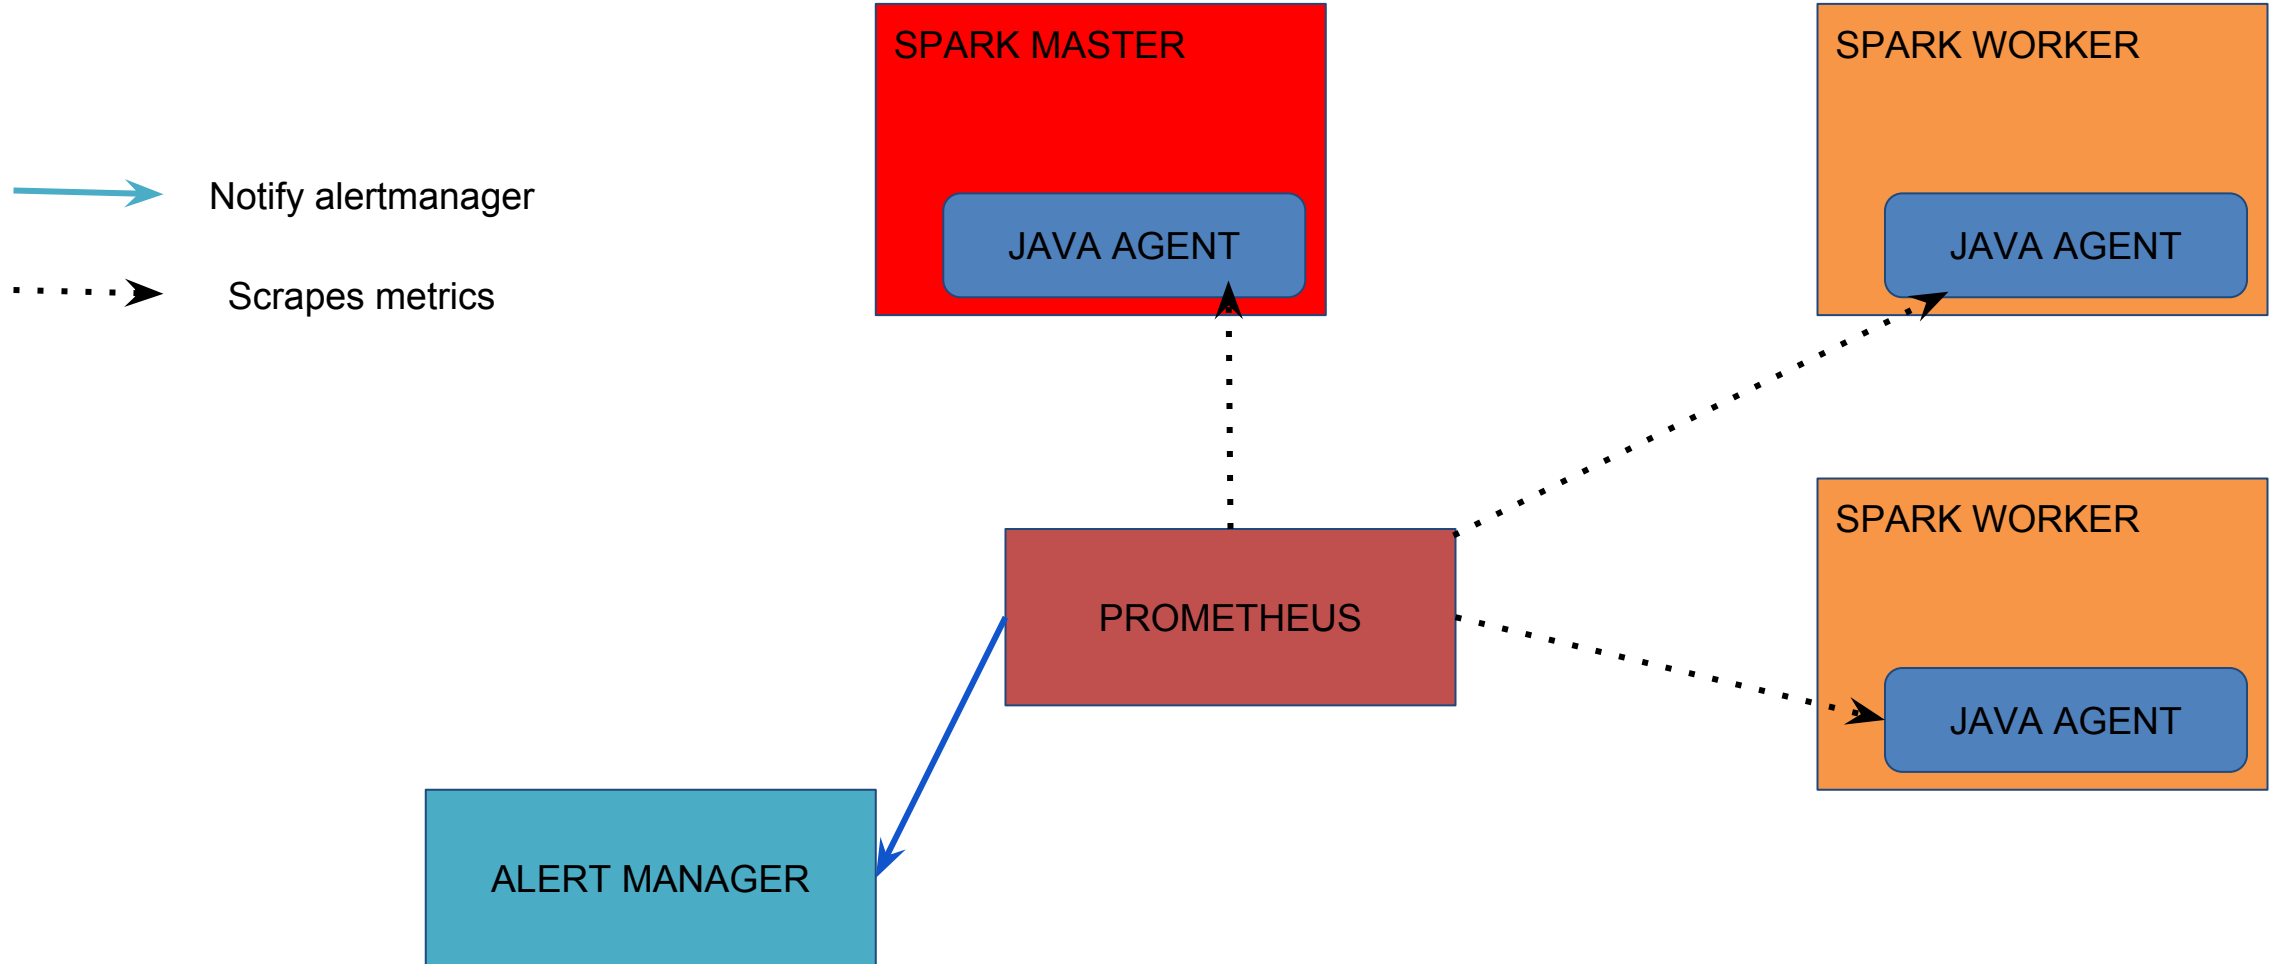 SPARK MASTER
SPARK WORKER
Notify alertmanager
JAVA AGENT
JAVA AGENT
Scrapes metrics
SPARK WORKER
PROMETHEUS
JAVA AGENT
ALERT MANAGER